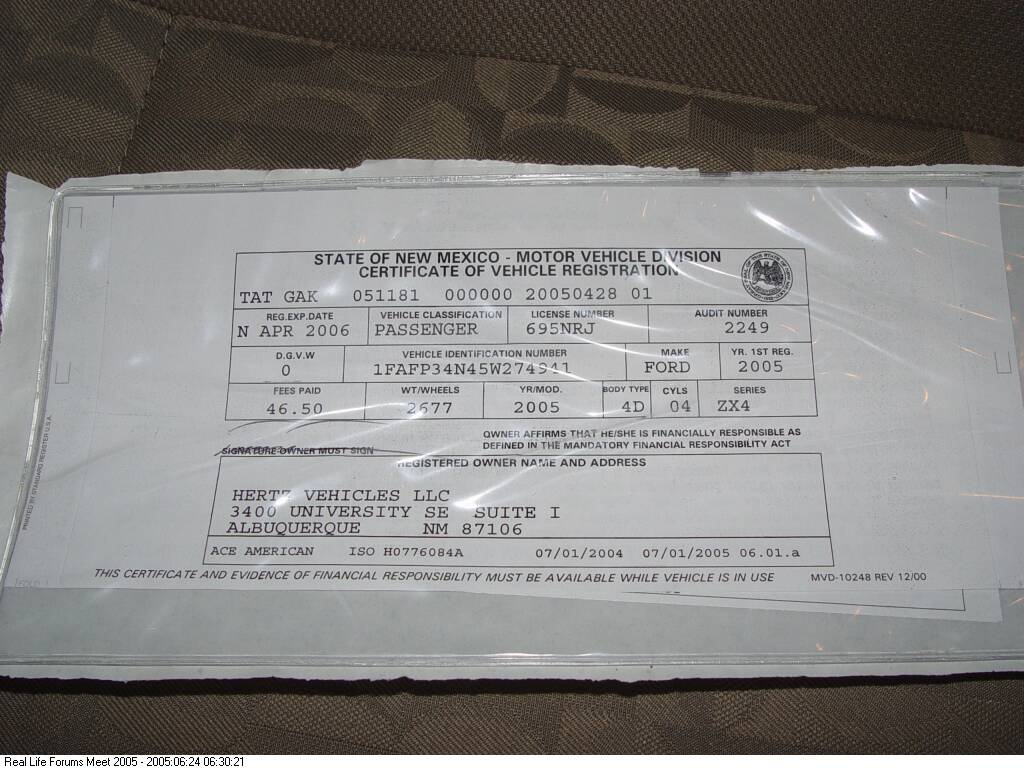 STATE OF NEW MEXICO - MOTOR VEHICLE DIVISION
CERTIFICATE OF VEHICLE REGISTRATION
TAT GAK 051181 000000 20050428 01
REG.EXP.DATE VEHICLE CLASSIFICATION LICENSE NUMBER AUDIT NUMBER
N APR 2006 PASSENGER 695NRJ 2249
D.G.V.W VEHICLE IDENTIFICATION NUMBER MAKE YR. 1ST REG.
0 1FAFP34N45W274941 FORD 2005
FEES PAID WT/WHEELS YR/MOD. BODY TYPE CYLS SERIES
46.50 2677 2005 4D 04 ZX4
OWNER AFFIRMS THAT HE/SHE IS FINANCIALLY RESPONSIBLE AS
DEFINED IN THE MANDATORY FINANCIAL RESPONSIBILITY ACT
SIGNATURE OWNER MUST SIGN
REGISTERED OWNER NAME AND ADDRESS
HERTZ VEHICLES LLC
3400 UNIVERSITY SE SUITE I
ALBUQUERQUE NM 87106
ACE AMERICAN ISO H0776084A 07/01/2004 07/01/2005 06.01.a
THIS CERTIFICATE AND EVIDENCE OF FINANCIAL RESPONSIBILITY MUST BE AVAILABLE WHILE VEHICLE IS IN USE MVD-10248 REV 12/00
PRINTED BY STANDARD REGISTER U.S.A.
Real Life Forums Meet 2005 - 2005:06:24 06:30:21